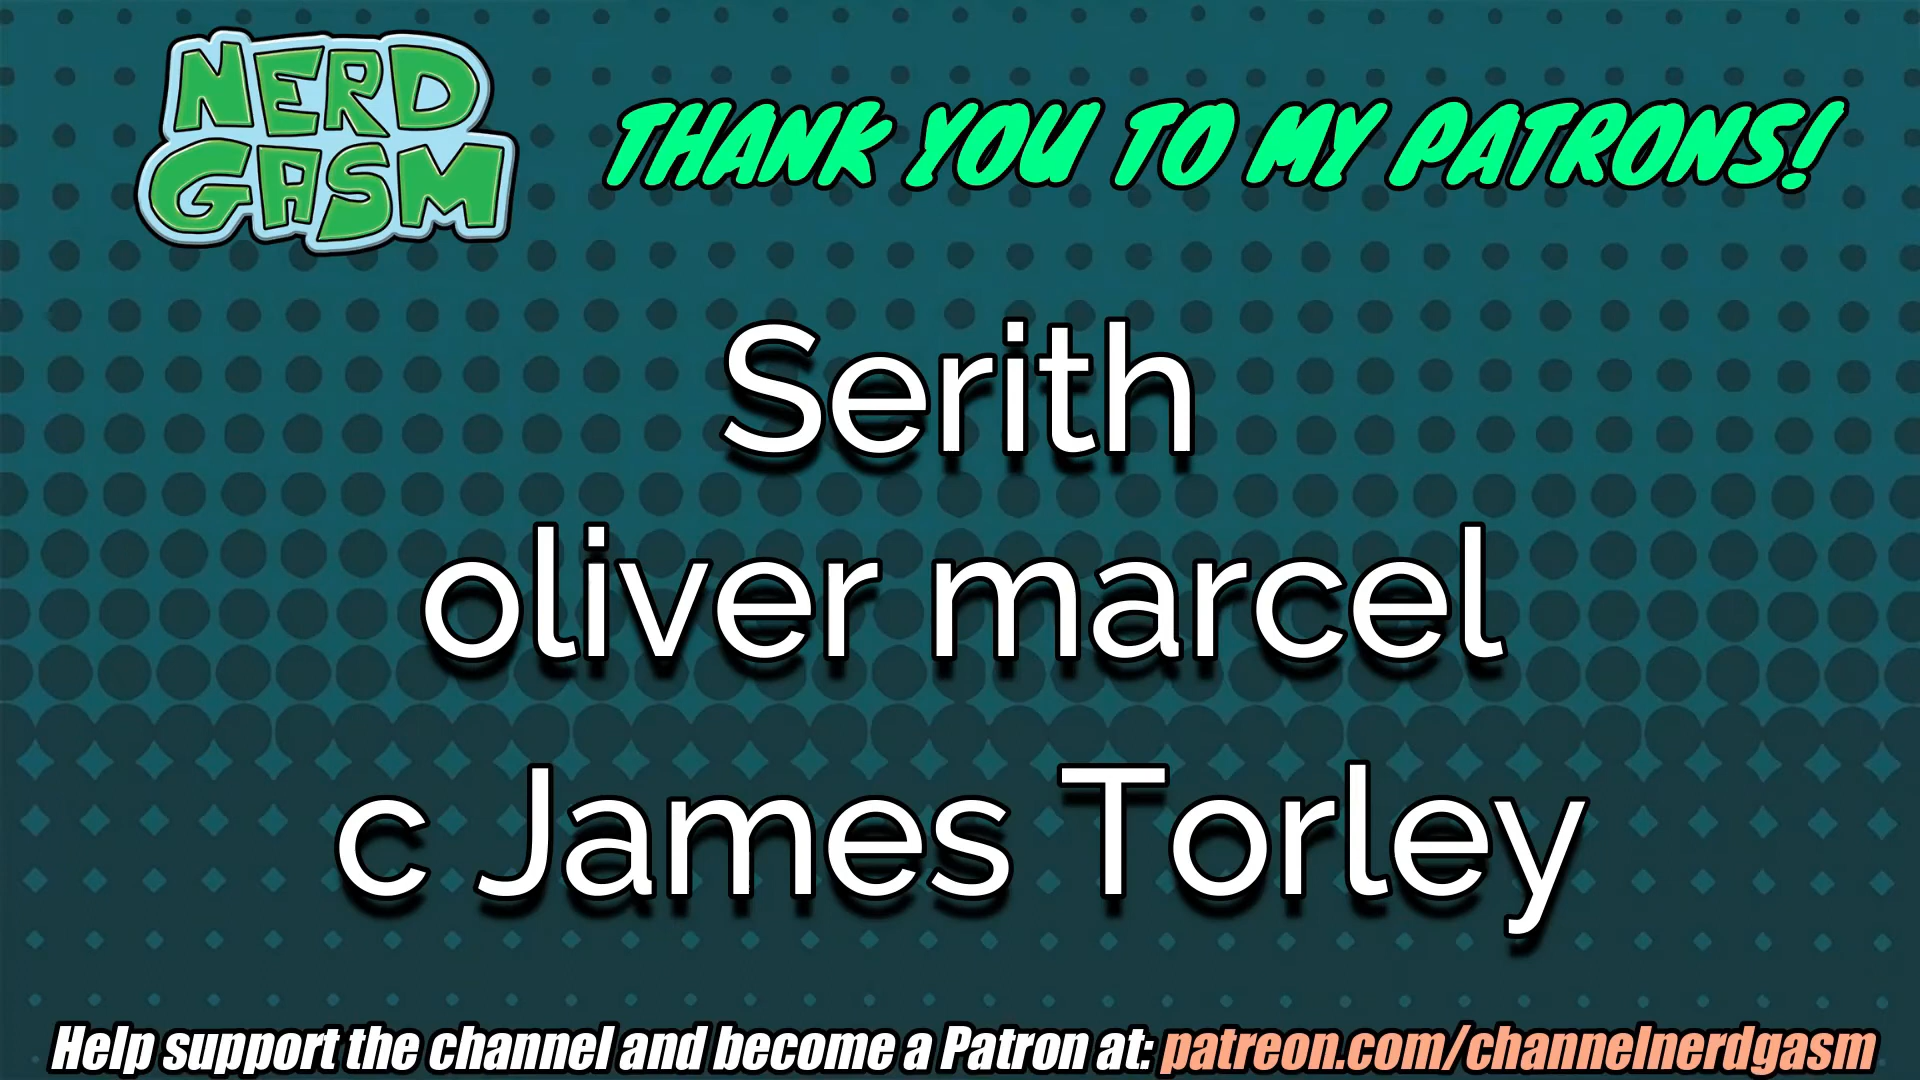 NERD
GASM
THANK YOU TO MY PATRONS!
Serith
oliver marcel
c James Torley
Help support the channel and become a Patron at: patreon.com/channelnerdgasm